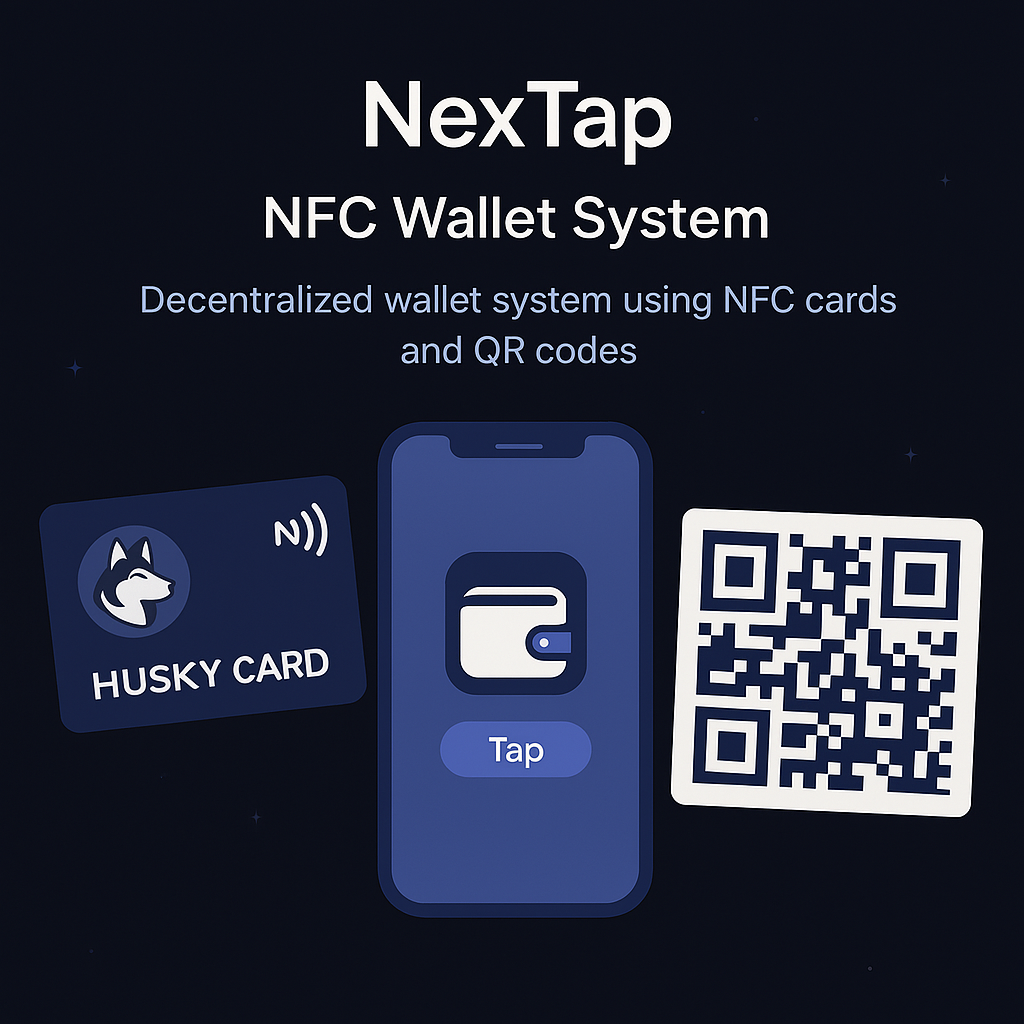 NexTap
NFC Wallet System
Decentralized wallet system using NFC cards
and QR codes
N
HUSKY CARD
Tap